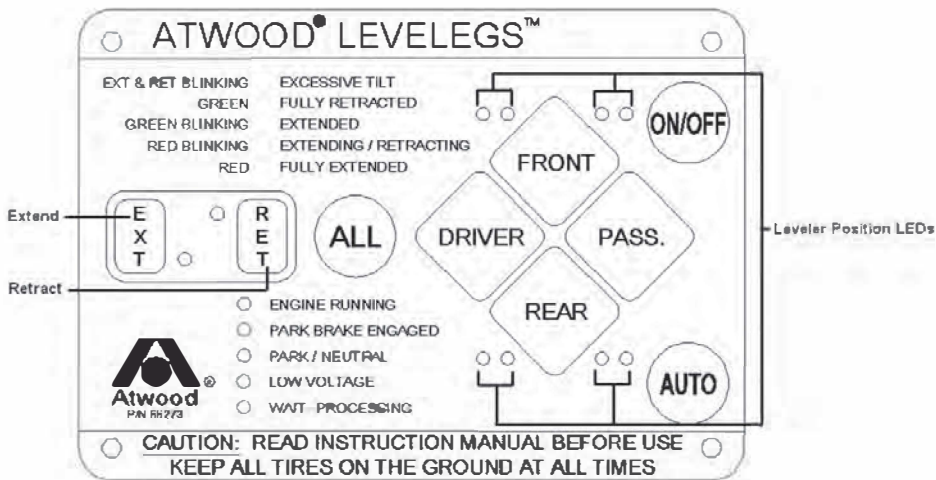 ATWOOD® LEVELEGS™
EXT & RET BLINKING EXCESSIVE TILT
GREEN FULLY RETRACTED
GREEN BLINKING EXTENDED
RED BLINKING EXTENDING / RETRACTING
RED FULLY EXTENDED
ON/OFF
FRONT
Extend
EXT
RET
ALL
DRIVER
PASS.
Leveler Position LEDs
Retract
REAR
ENGINE RUNNING
PARK BRAKE ENGAGED
PARK / NEUTRAL
LOW VOLTAGE
WAIT PROCESSING
AUTO
Atwood®
P/N 66273
CAUTION: READ INSTRUCTION MANUAL BEFORE USE
KEEP ALL TIRES ON THE GROUND AT ALL TIMES